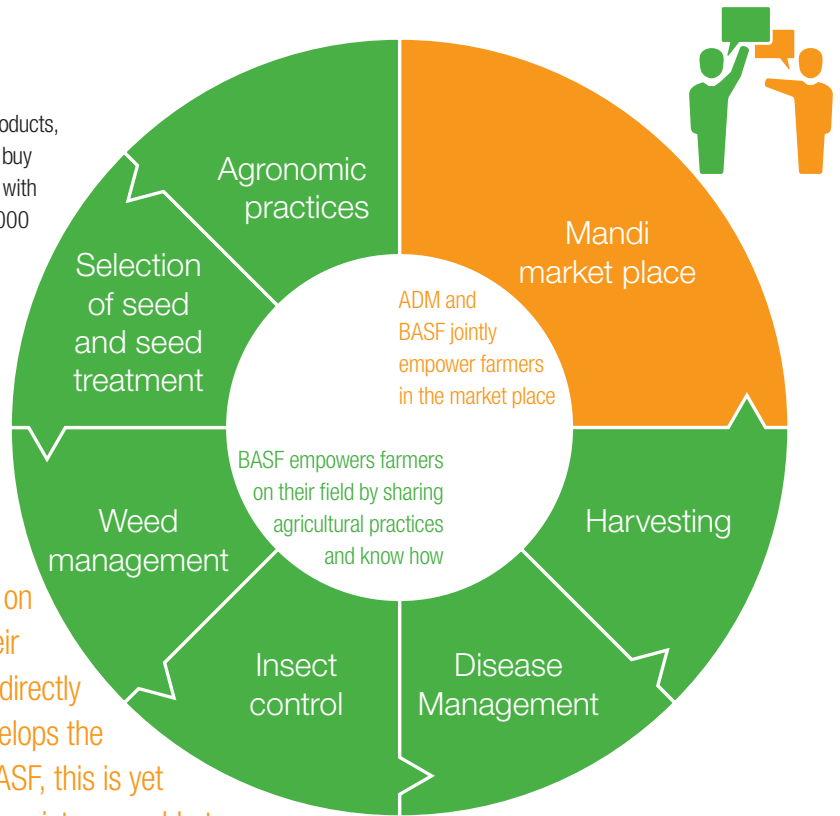 oducts,
buy
with
000
Agronomic
practices
Mandi
market place
Selection
of seed
and seed
treatment
ADM and
BASF jointly
empower farmers
in the market place
BASF empowers farmers
on their field by sharing
agricultural practices
and know how
Weed
management
Harvesting
Insect
control
Disease
Management
on
eir
directly
elops the
ASF, this is yet